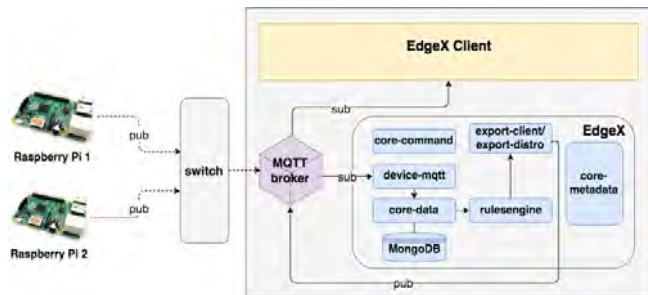 EdgeX Client
pub
sub
Raspberry Pi 1
switch
MQTT
broker
EdgeX
core-command
export-client/
export-distro
core-
metadata
sub
device-mqtt
pub
core-data
rulesengine
Raspberry Pi 2
MongoDB
pub